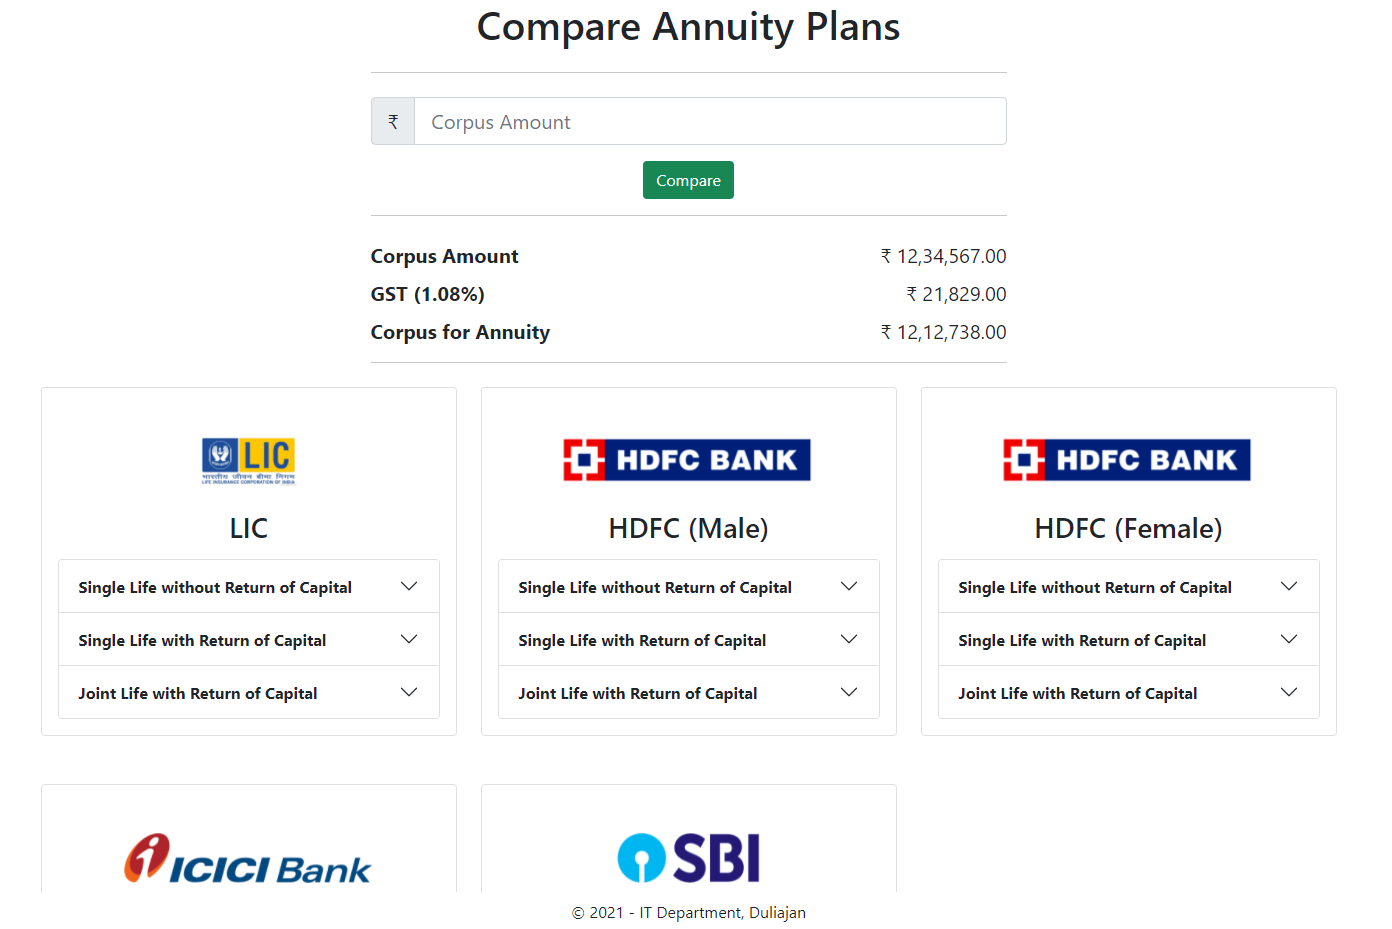 Compare Annuity Plans
₹ Corpus Amount
Compare
Corpus Amount ₹ 12,34,567.00
GST (1.08%) ₹ 21,829.00
Corpus for Annuity ₹ 12,12,738.00
LIC
भारतीय जीवन बीमा निगम
LIFE INSURANCE CORPORATION OF INDIA
LIC
Single Life without Return of Capital
Single Life with Return of Capital
Joint Life with Return of Capital
HDFC BANK
HDFC (Male)
Single Life without Return of Capital
Single Life with Return of Capital
Joint Life with Return of Capital
HDFC BANK
HDFC (Female)
Single Life without Return of Capital
Single Life with Return of Capital
Joint Life with Return of Capital
ICICI Bank
SBI
© 2021 - IT Department, Duliajan